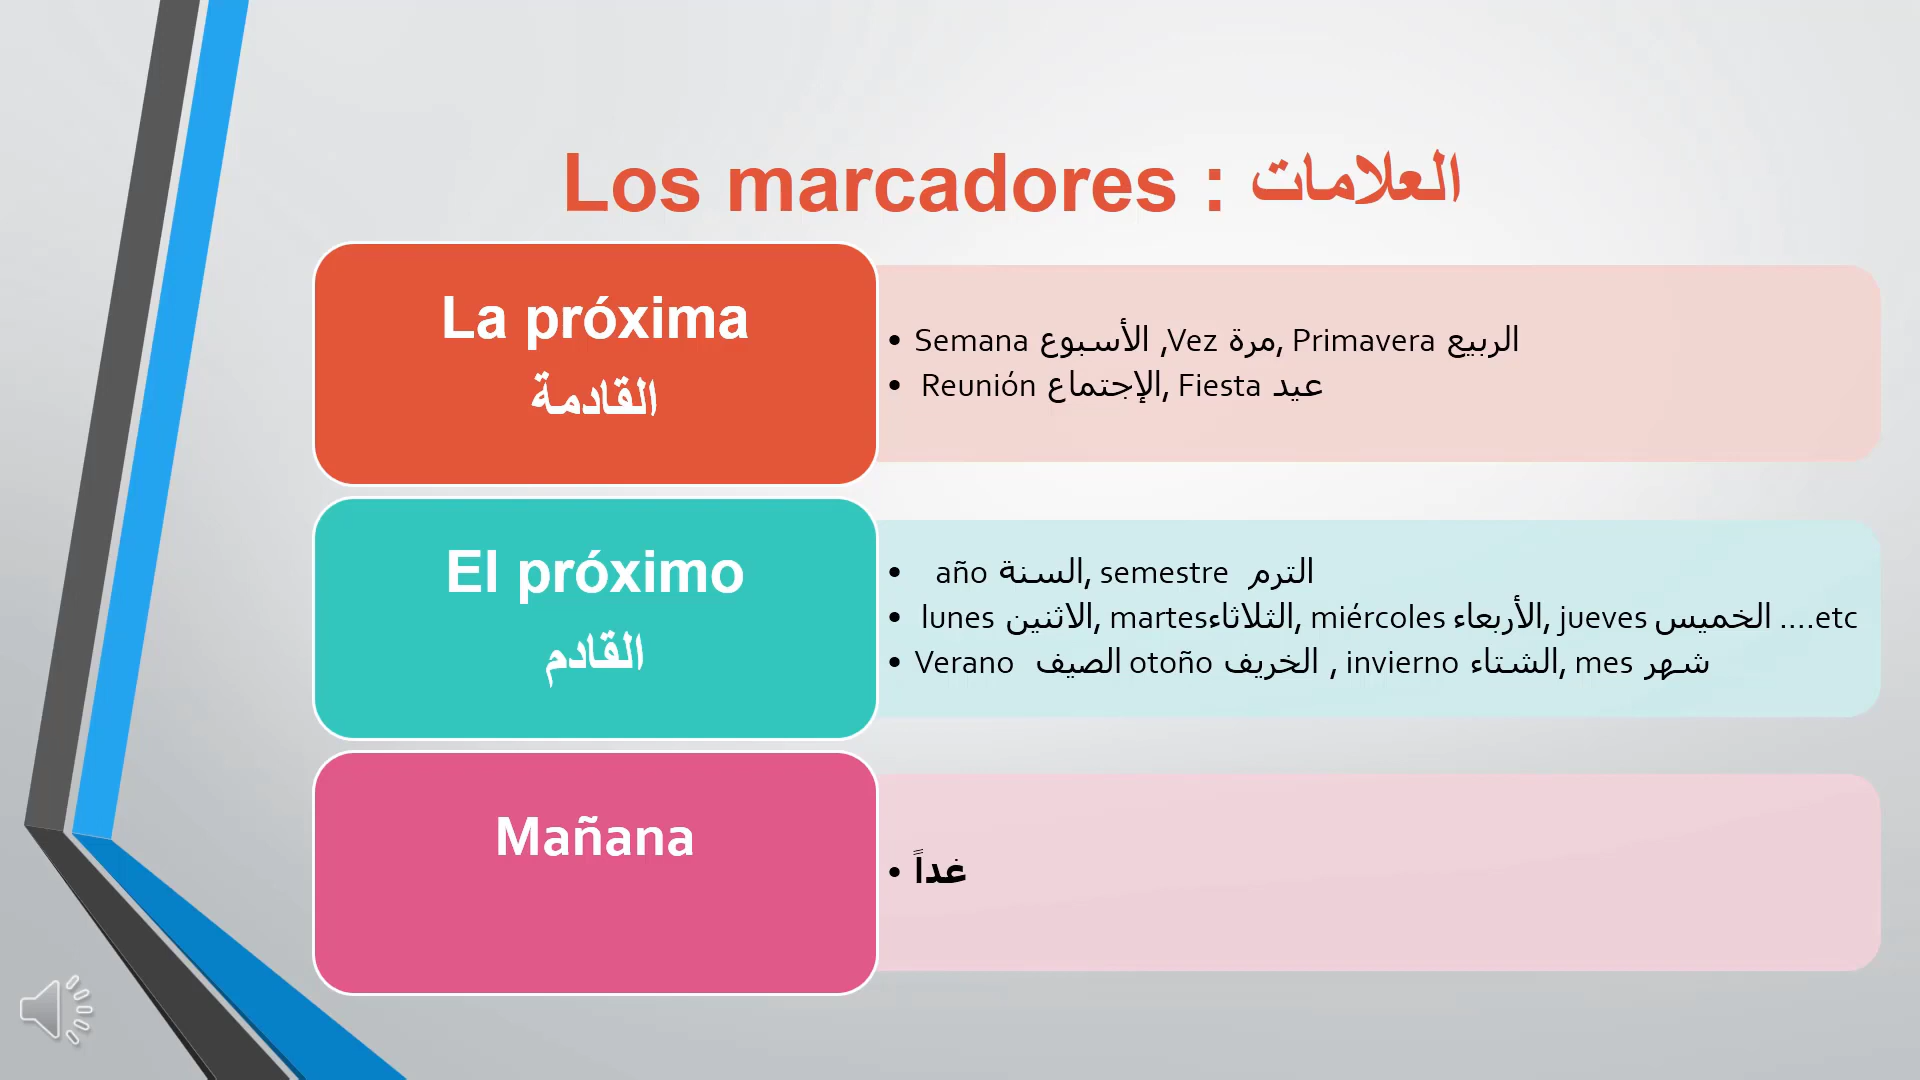 Los marcadores : العلامات
La próxima
القادمة
• Semana الأسبوع ,Vez مرة, Primavera الربيع
• Reunión الإجتماع, Fiesta عيد
El próximo
القادم
• año السنة, semestre الترم
• lunes الاثنين, martesالثلاثاء, miércoles الأربعاء, jueves الخميس ....etc
• Verano الصيف otoño الخريف , invierno الشتاء, mes شهر
Mañana
• غداً